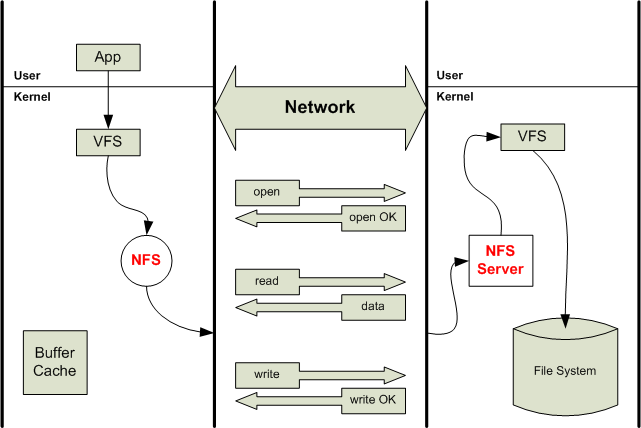 App
User
Kernel
VFS
NFS
Buffer
Cache
Network
open
open OK
read
data
write
write OK
User
Kernel
VFS
NFS
Server
File System